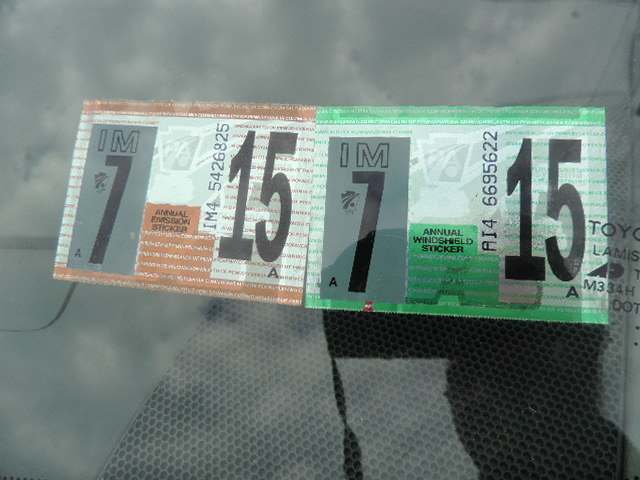 IM
7
A
ANNUAL
EMISSION
STICKER
IM4 5426825
15
A
IM
7
A
ANNUAL
WINDSHIELD
STICKER
AI4 6695622
15
A
TOYO
LAMIS
M334H
DOT